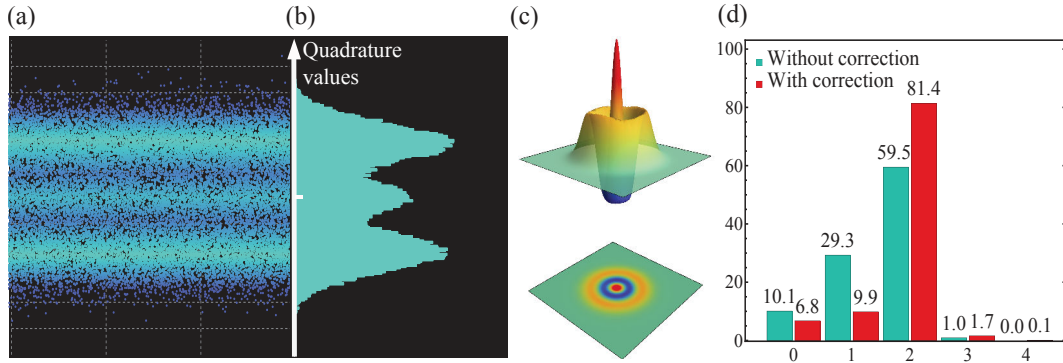 (a)
(b)
(c)
(d)
Quadrature
values
Without correction
With correction
100
80
60
40
20
0
10.1
6.8
29.3
9.9
59.5
81.4
1.0
1.7
0.0
0.1
0
1
2
3
4